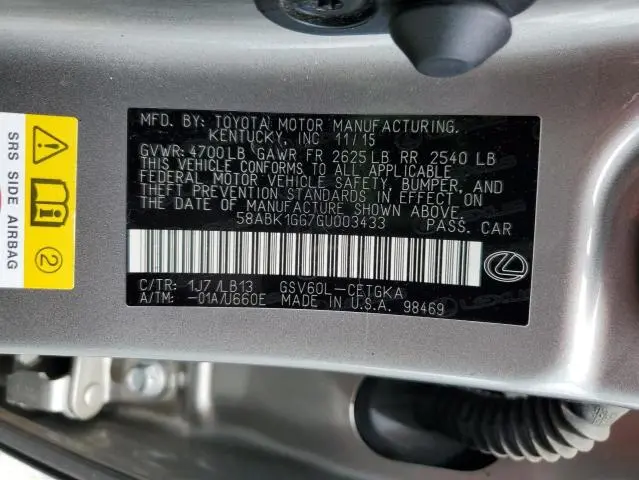 MFD. BY: TOYOTA MOTOR MANUFACTURING,
KENTUCKY, INC 11/15
GVWR: 4700LB GAWR FR 2625LB RR 2540 LB
THIS VEHICLE CONFORMS TO ALL APPLICABLE
FEDERAL MOTOR VEHICLE SAFETY, BUMPER, AND
THEFT PREVENTION STANDARDS IN EFFECT ON
THE DATE OF MANUFACTURE SHOWN ABOVE.
58ABK1GG7GU003433 PASS. CAR
C/TR: 1J7/LB13 GSV60L-CETGKA
A/TM: -01A/U660E MADE IN U.S.A. 98469
SRS SIDE AIRBAG
2